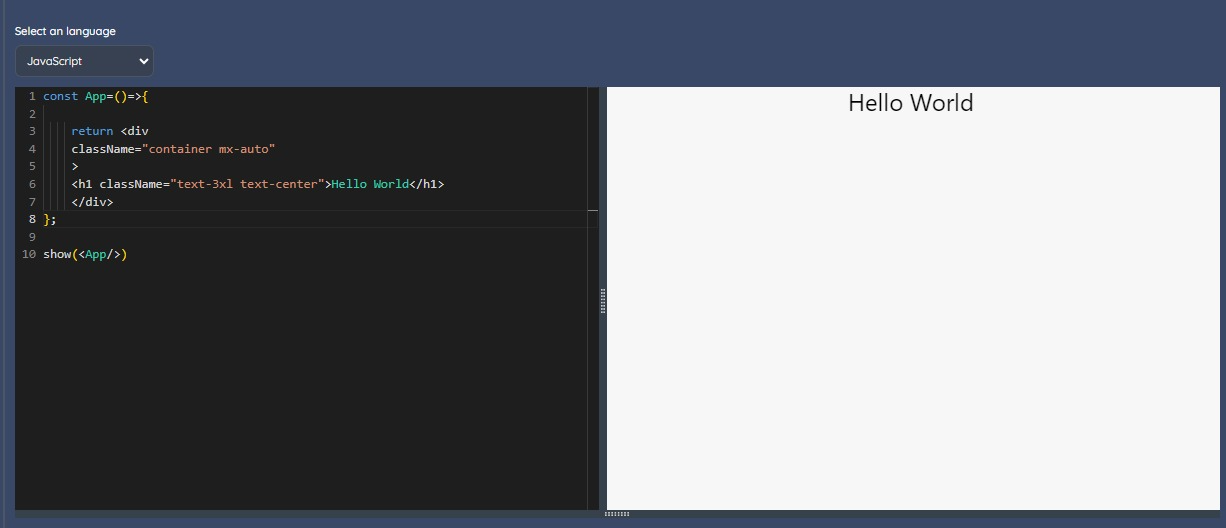 Select an language
JavaScript
1 const App=()=>{
2
3 return <div
4 className="container mx-auto"
5 >
6 <h1 className="text-3xl text-center">Hello World</h1>
7 </div>
8 };
9
10 show(<App/>)
Hello World